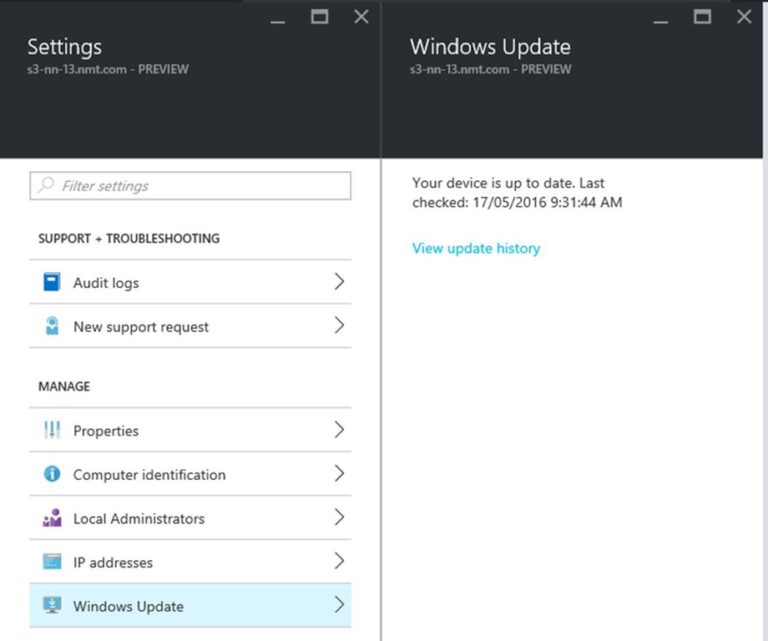 Settings
s3-nn-13.nmt.com - PREVIEW
Filter settings
SUPPORT + TROUBLESHOOTING
Audit logs
New support request
MANAGE
Properties
Computer identification
Local Administrators
IP addresses
Windows Update
Windows Update
s3-nn-13.nmt.com - PREVIEW
Your device is up to date. Last
checked: 17/05/2016 9:31:44 AM
View update history